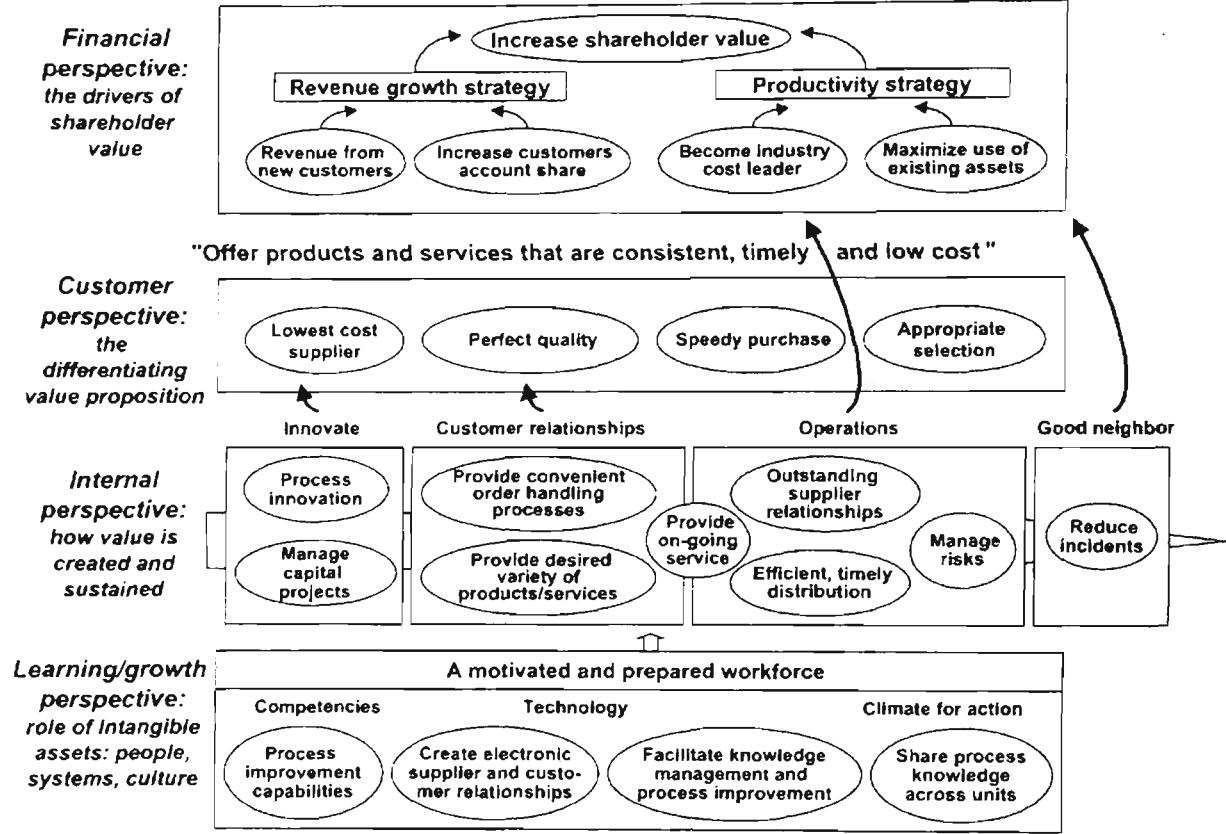 Financial
perspective:
the drivers of
shareholder
value
Increase shareholder value
Revenue growth strategy
Productivity strategy
Revenue from
new customers
Increase customers
account share
Become industry
cost leader
Maximize use of
existing assets
"Offer products and services that are consistent, timely and low cost"
Customer
perspective:
the
differentiating
value proposition
Lowest cost
supplier
Perfect quality
Speedy purchase
Appropriate
selection
Innovate
Customer relationships
Operations
Good neighbor
Internal
perspective:
how value is
created and
sustained
Process
innovation
Manage
capital
projects
Provide convenient
order handling
processes
Provide desired
variety of
products/services
Provide
on-going
service
Outstanding
supplier
relationships
Efficient, timely
distribution
Manage
risks
Reduce
incidents
Learning/growth
perspective:
role of Intangible
assets: people,
systems, culture
A motivated and prepared workforce
Competencies
Technology
Climate for action
Process
improvement
capabilities
Create electronic
supplier and custo-
mer relationships
Facilitate knowledge
management and
process improvement
Share process
knowledge
across units